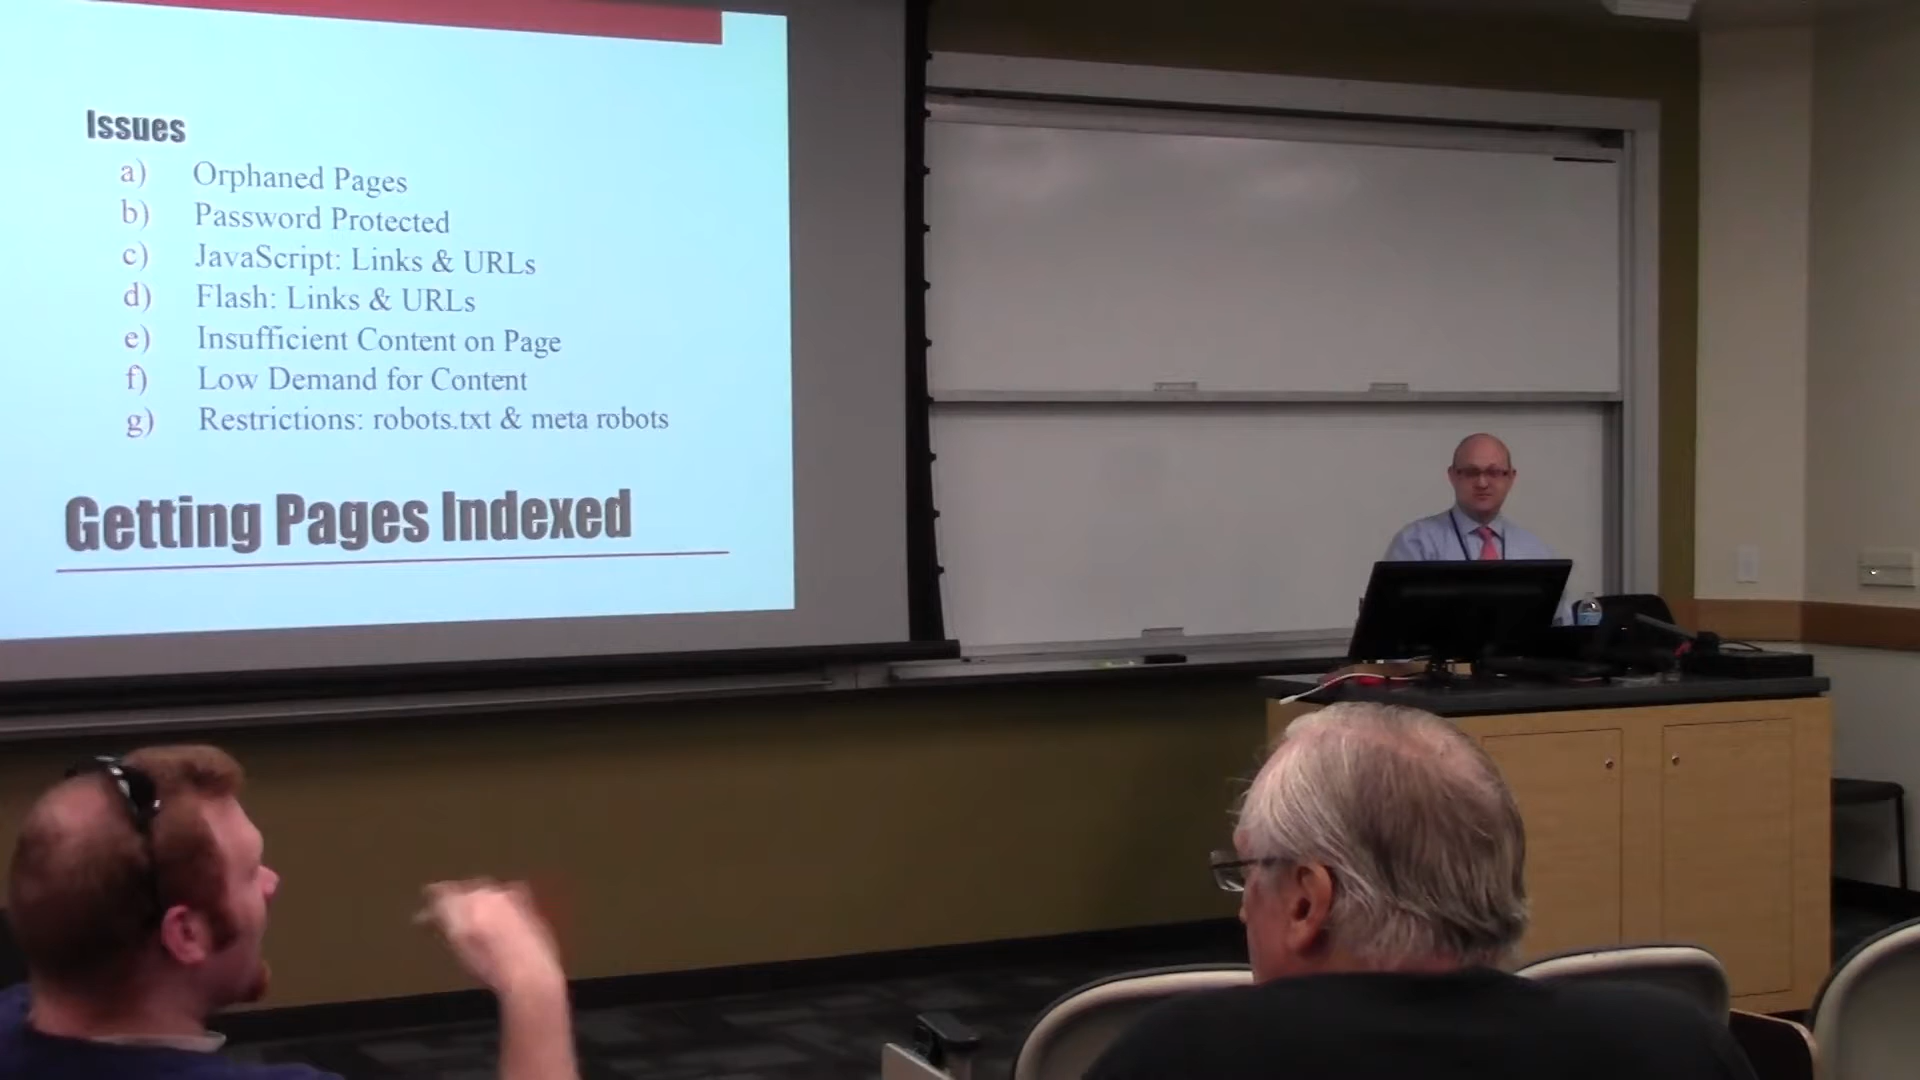 Issues
a) Orphaned Pages
b) Password Protected
c) JavaScript: Links & URLs
d) Flash: Links & URLs
e) Insufficient Content on Page
f) Low Demand for Content
g) Restrictions: robots.txt & meta robots
Getting Pages Indexed